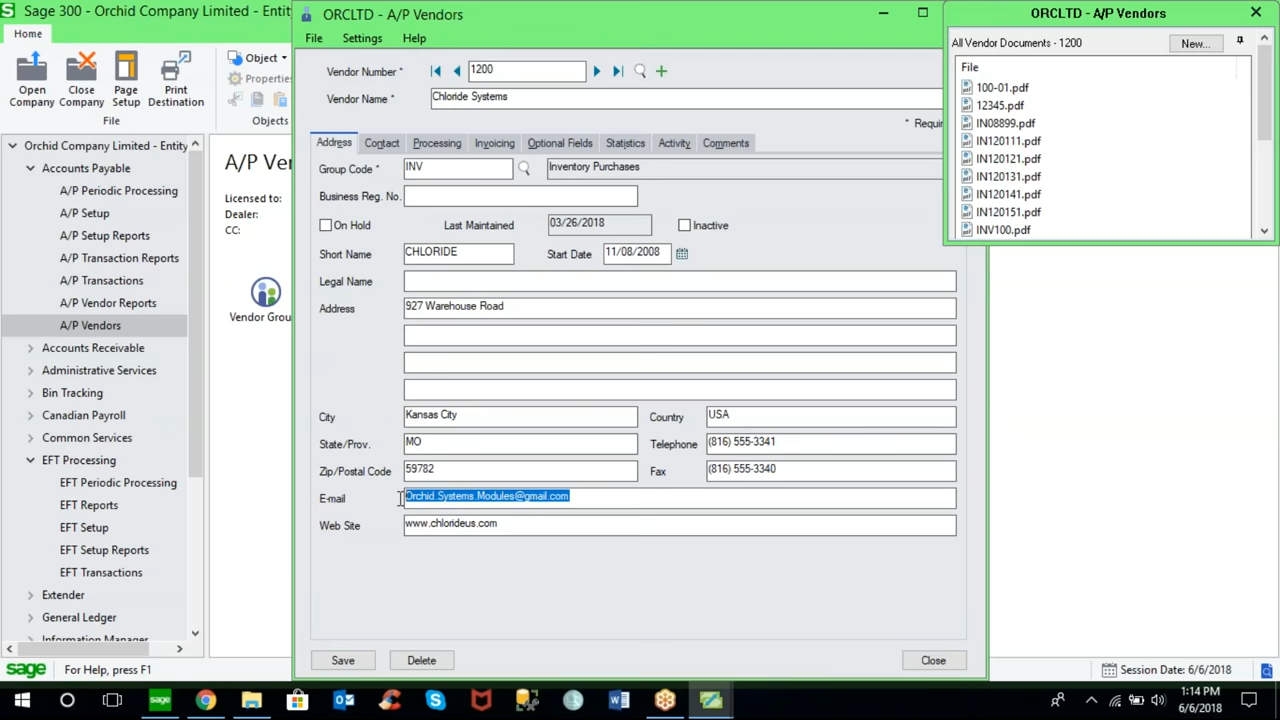 Sage 300 - Orchid Company Limited - Entity
Home
Open Company
Close Company
Page Setup
Print Destination
File
Object
Properties
Objects
Orchid Company Limited - Entity
Accounts Payable
A/P Periodic Processing
A/P Setup
A/P Setup Reports
A/P Transaction Reports
A/P Transactions
A/P Vendor Reports
A/P Vendors
Accounts Receivable
Administrative Services
Bin Tracking
Canadian Payroll
Common Services
EFT Processing
EFT Periodic Processing
EFT Reports
EFT Setup
EFT Setup Reports
EFT Transactions
Extender
General Ledger
Information Manager
A/P Ven
Licensed to:
Dealer:
CC:
Vendor Grou
ORCLTD - A/P Vendors
File Settings Help
Vendor Number * 1200
Vendor Name * Chloride Systems
* Requir
Address Contact Processing Invoicing Optional Fields Statistics Activity Comments
Group Code * INV Inventory Purchases
Business Reg. No.
On Hold Last Maintained 03/26/2018 Inactive
Short Name CHLORIDE Start Date 11/08/2008
Legal Name
Address 927 Warehouse Road
City Kansas City Country USA
State/Prov. MO Telephone (816) 555-3341
Zip/Postal Code 59782 Fax (816) 555-3340
E-mail Orchid.Systems.Modules@gmail.com
Web Site www.chlorideus.com
Save Delete Close
ORCLTD - A/P Vendors
All Vendor Documents - 1200 New...
File
100-01.pdf
12345.pdf
IN08899.pdf
IN120111.pdf
IN120121.pdf
IN120131.pdf
IN120141.pdf
IN120151.pdf
INV100.pdf
sage For Help, press F1 Session Date: 6/6/2018
sage
1:14 PM
6/6/2018